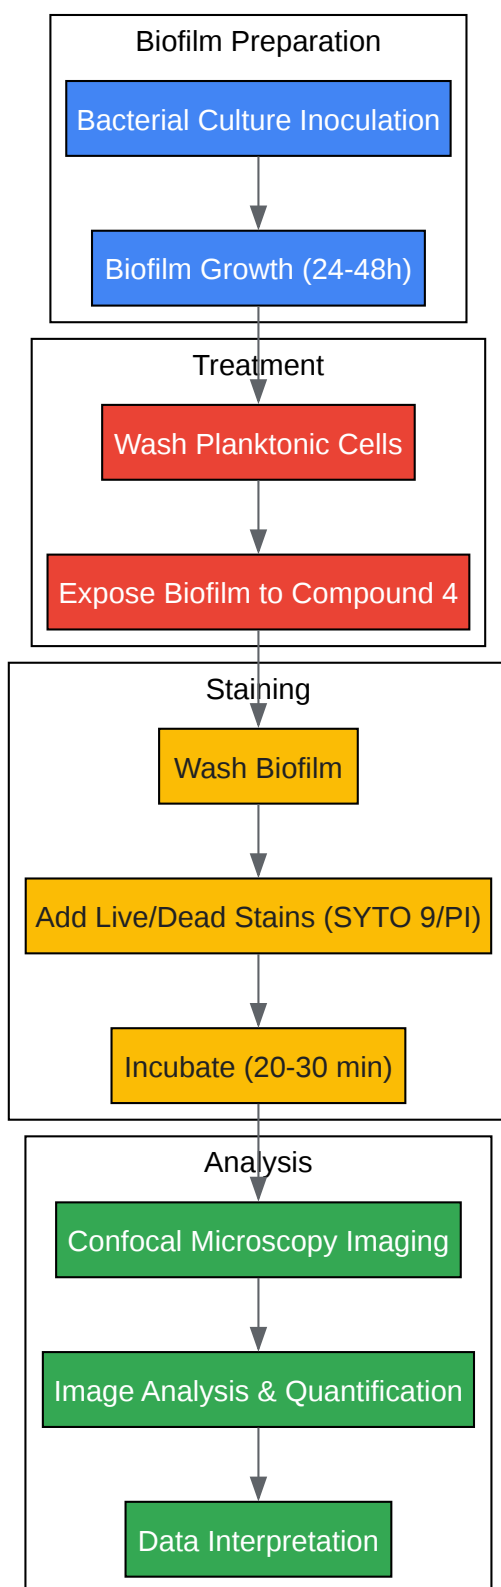 Biofilm Preparation
Bacterial Culture Inoculation
Biofilm Growth (24-48h)
Treatment
Wash Planktonic Cells
Expose Biofilm to Compound 4
Staining
Wash Biofilm
Add Live/Dead Stains (SYTO 9/PI)
Incubate (20-30 min)
Analysis
Confocal Microscopy Imaging
Image Analysis & Quantification
Data Interpretation